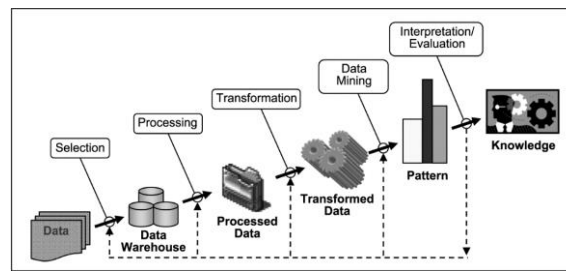 Interpretation/
Evaluation
Data
Mining
Transformation
Processing
Selection
Knowledge
Pattern
Transformed
Data
Processed
Data
Data
Warehouse
Data